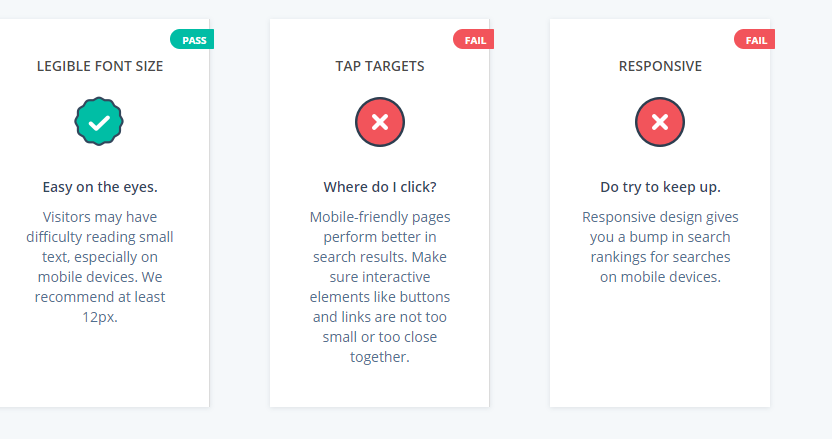 PASS
LEGIBLE FONT SIZE
Easy on the eyes.
Visitors may have
difficulty reading small
text, especially on
mobile devices. We
recommend at least
12px.
FAIL
TAP TARGETS
Where do I click?
Mobile-friendly pages
perform better in
search results. Make
sure interactive
elements like buttons
and links are not too
small or too close
together.
FAIL
RESPONSIVE
Do try to keep up.
Responsive design gives
you a bump in search
rankings for searches
on mobile devices.